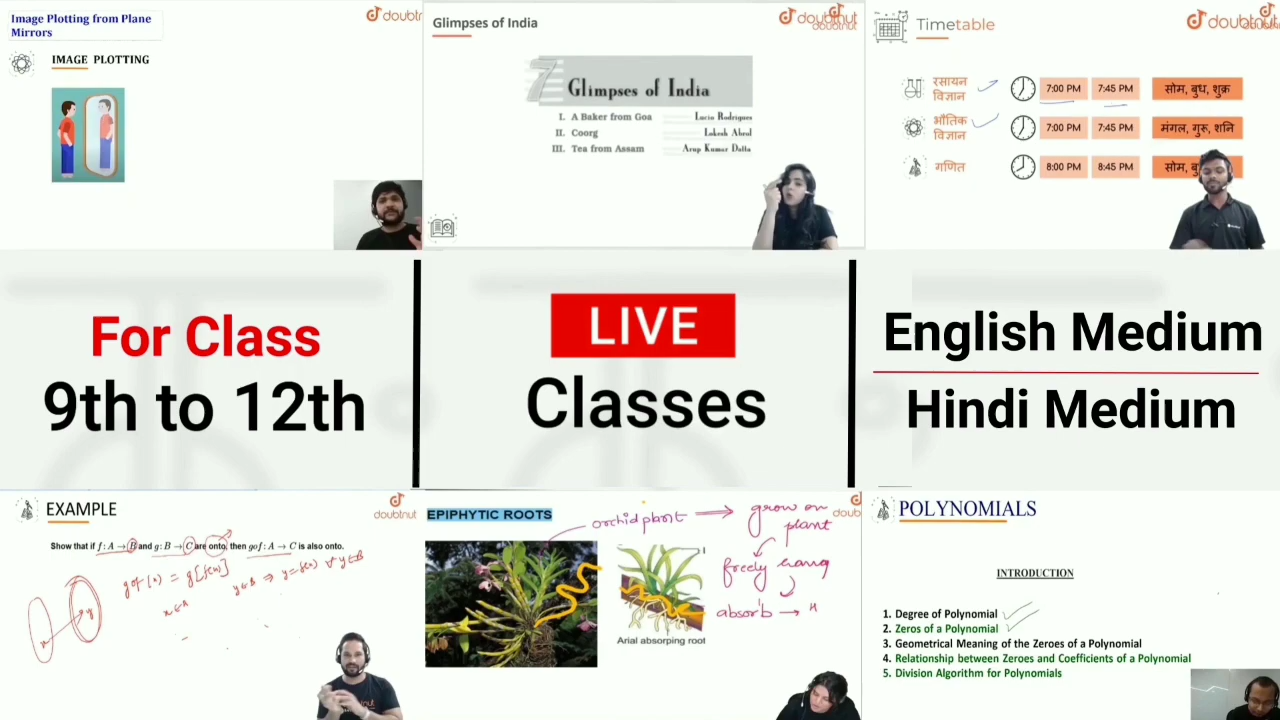 Image Plotting from Plane
Mirrors
doubtn
IMAGE PLOTTING
Glimpses of India
doubtnut
doubtnut
7
Glimpses of India
I. A Baker from Goa Lucio Rodrigues
II. Coorg Lokesh Abrol
III. Tea from Assam Arup Kumar Datta
Timetable
doubtnut
रसायन
विज्ञान
7:00 PM 7:45 PM सोम, बुध, शुक्र
भौतिक
विज्ञान
7:00 PM 7:45 PM मंगल, गुरू, शनि
गणित 8:00 PM 8:45 PM सोम,
For Class
9th to 12th
LIVE
Classes
English Medium
Hindi Medium
EXAMPLE
doubtnut
Show that if f : A → B and g : B → C are onto, then gof : A → C is also onto.
gof(x) = g[f(x)]
x∈A
y∈B ⇒ y=f(x) ∀ y∈B
x
y
EPIPHYTIC ROOTS
doub
orchid plant ⟹ grow on
plant
freely hang
absorb →
Arial absorping root
POLYNOMIALS
INTRODUCTION
1. Degree of Polynomial
2. Zeros of a Polynomial
3. Geometrical Meaning of the Zeroes of a Polynomial
4. Relationship between Zeroes and Coefficients of a Polynomial
5. Division Algorithm for Polynomials